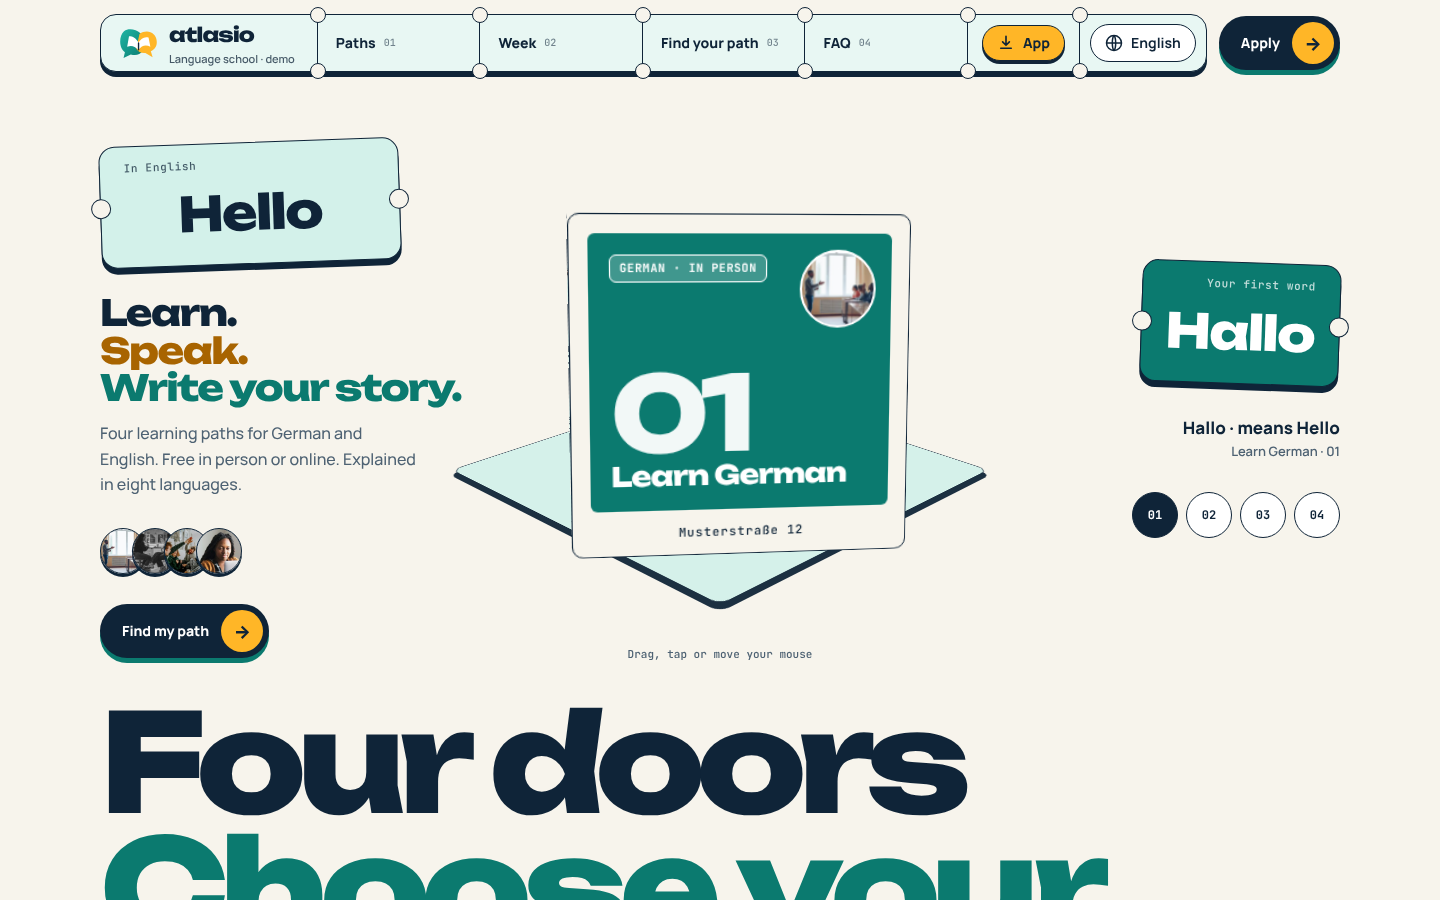 atlasio
Language school · demo
Paths 01
Week 02
Find your path 03
FAQ 04
App
English
Apply
In English
Hello
Learn.
Speak.
Write your story.
Four learning paths for German and
English. Free in person or online. Explained
in eight languages.
Find my path
GERMAN · IN PERSON
01
Learn German
Musterstraße 12
Drag, tap or move your mouse
Your first word
Hallo
Hallo · means Hello
Learn German · 01
01 02 03 04
Four doors
Choose your